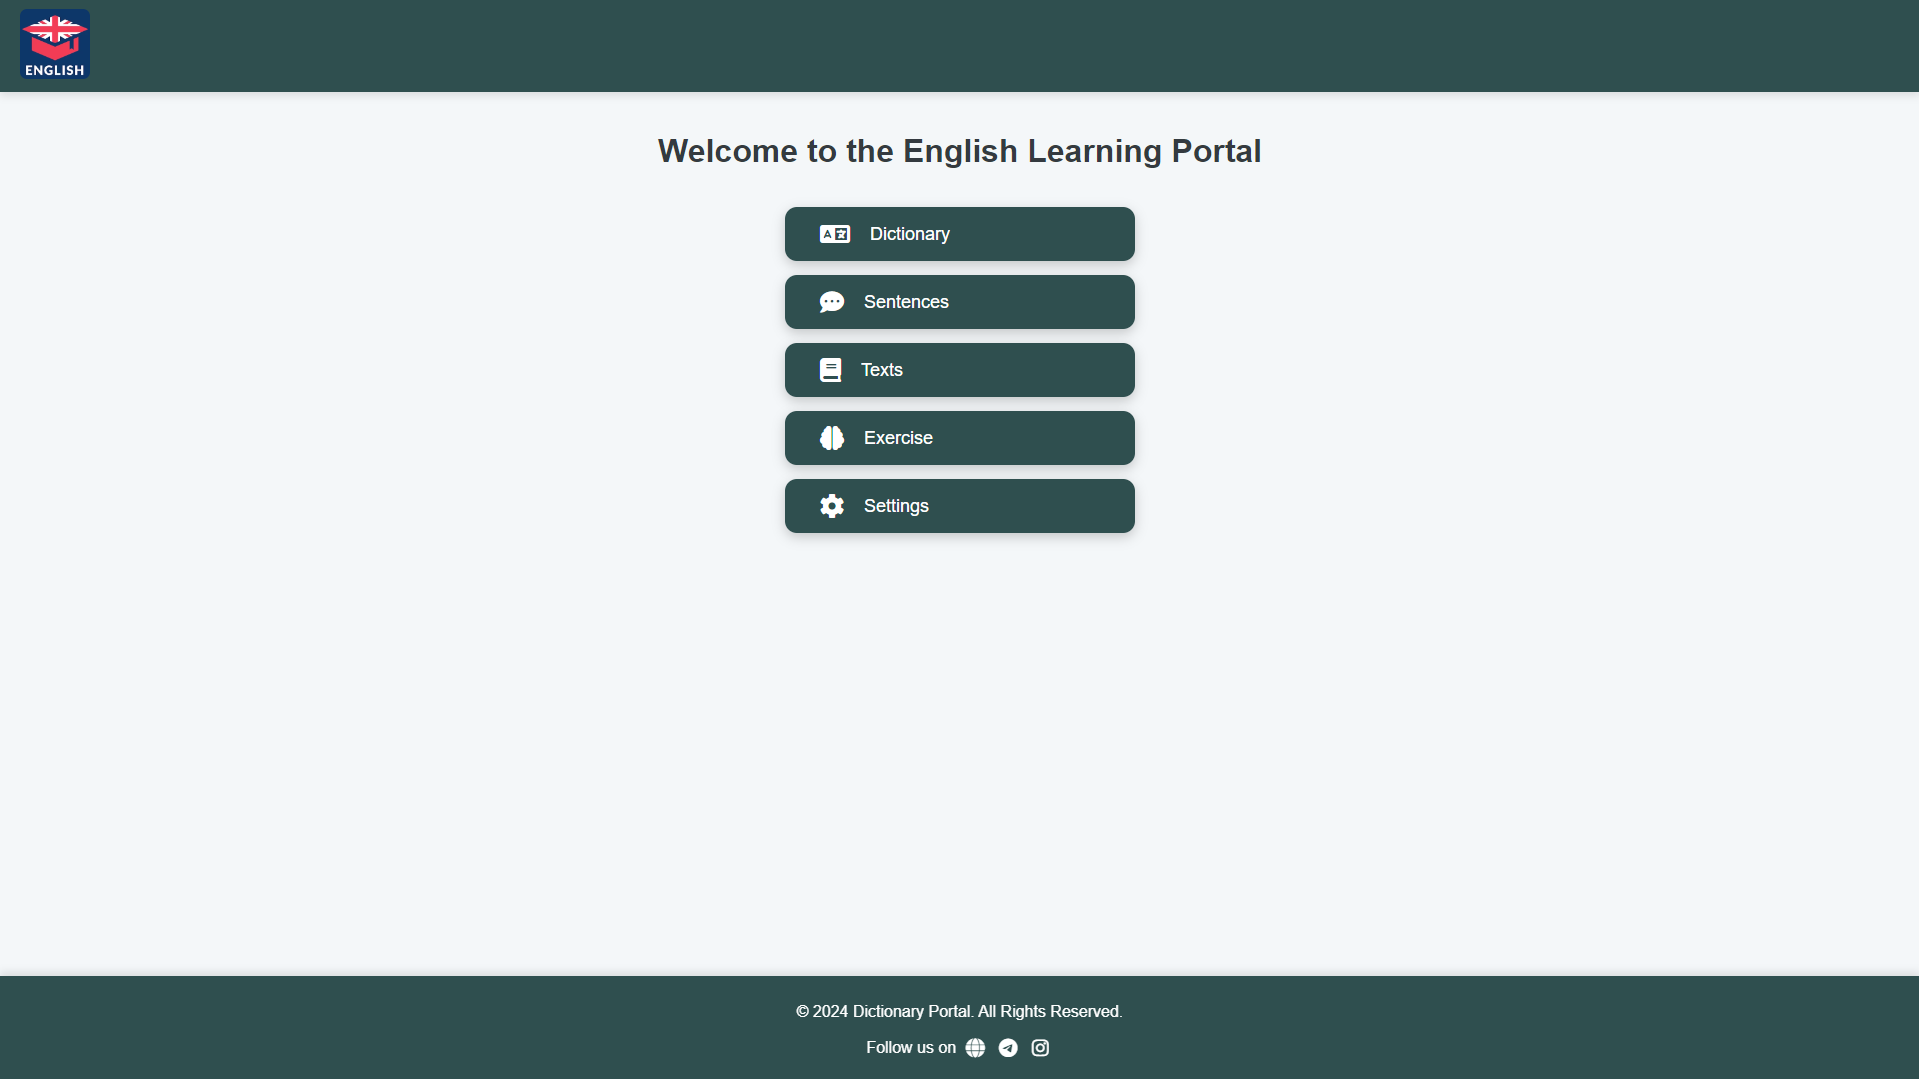 ENGLISH
Welcome to the English Learning Portal
Dictionary
Sentences
Texts
Exercise
Settings
© 2024 Dictionary Portal. All Rights Reserved.
Follow us on